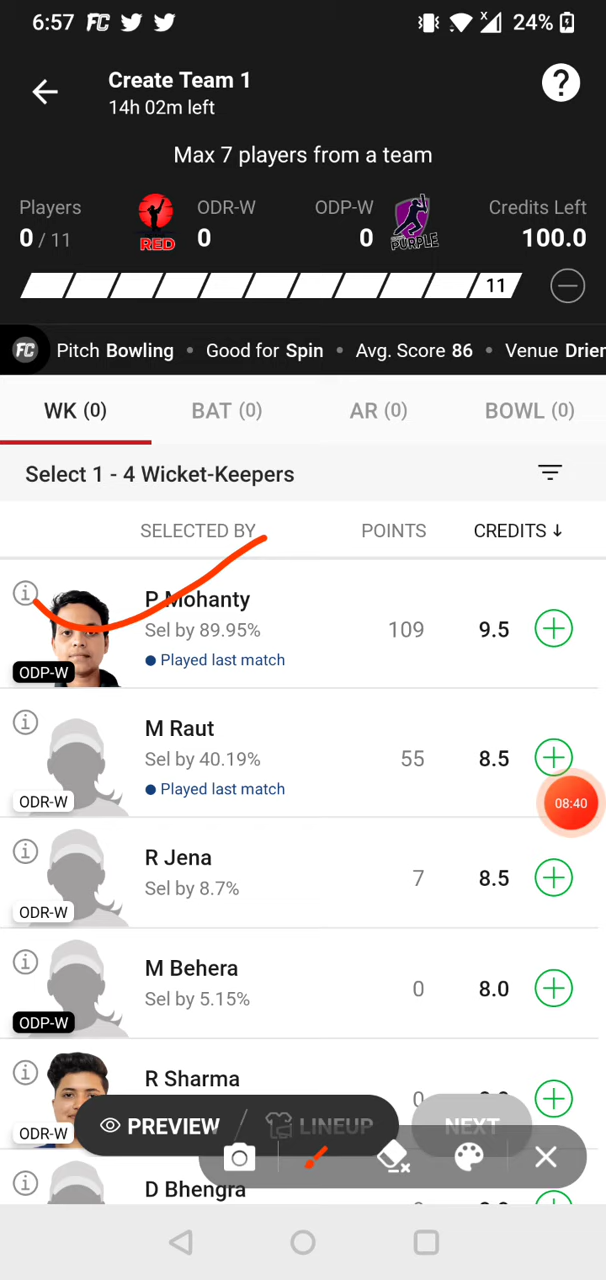 6:57 FC X 24%
Create Team 1
14h 02m left
?
Max 7 players from a team
Players ODR-W ODP-W Credits Left
0 / 11 RED 0 0 PURPLE 100.0
11
FC Pitch Bowling • Good for Spin • Avg. Score 86 • Venue Drier
WK (0) BAT (0) AR (0) BOWL (0)
Select 1 - 4 Wicket-Keepers
SELECTED BY POINTS CREDITS ↓
i P Mohanty
Sel by 89.95% 109 9.5 +
ODP-W • Played last match
i M Raut
Sel by 40.19% 55 8.5 +
ODR-W • Played last match
08:40
i R Jena
Sel by 8.7% 7 8.5 +
ODR-W
i M Behera
Sel by 5.15% 0 8.0 +
ODP-W
i R Sharma
ODR-W 0
PREVIEW / LINEUP NEXT
i D Bhengra